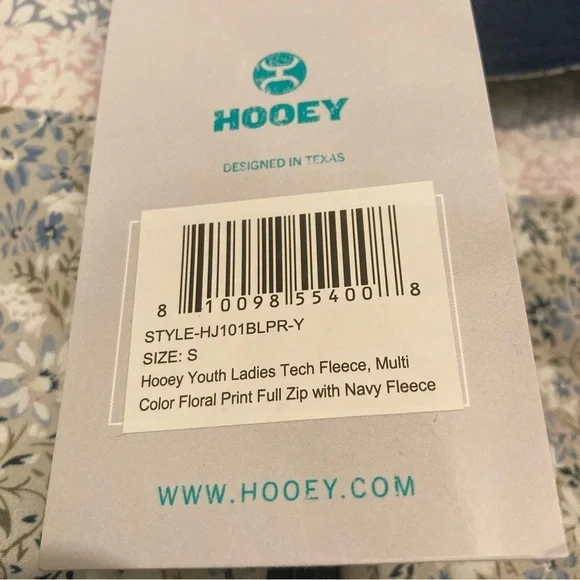 HOOEY
DESIGNED IN TEXAS
8 10098 55400 8
STYLE-HJ101BLPR-Y
SIZE: S
Hooey Youth Ladies Tech Fleece, Multi
Color Floral Print Full Zip with Navy Fleece
WWW.HOOEY.COM